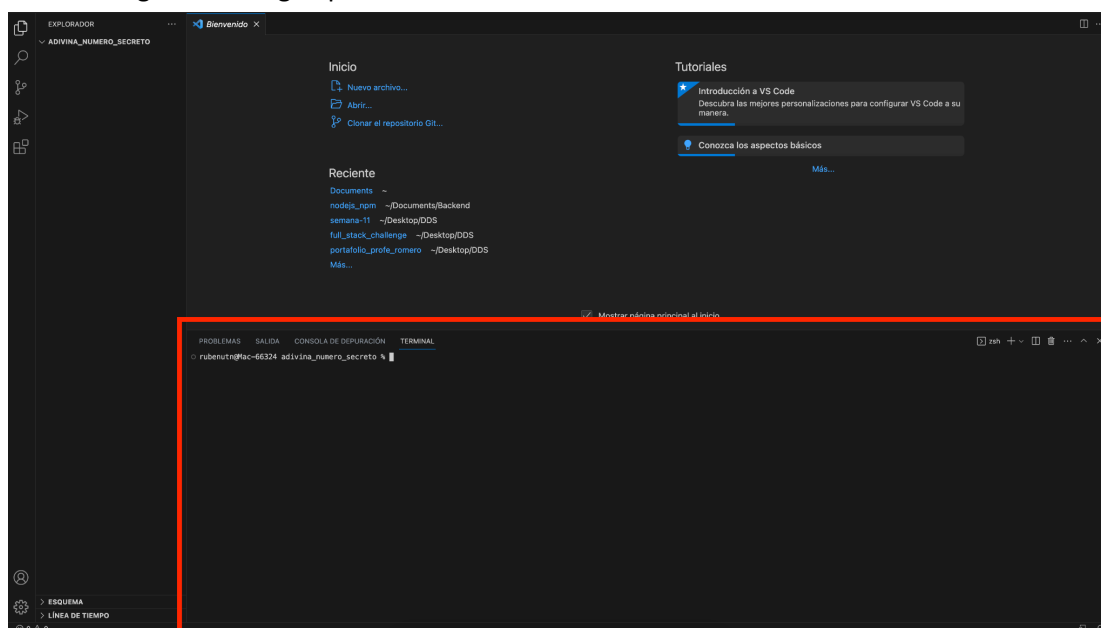 EXPLORADOR
ADIVINA_NUMERO_SECRETO
Bienvenido
Inicio
Nuevo archivo...
Abrir...
Clonar el repositorio Git...
Reciente
Documents ~
nodejs_npm ~/Documents/Backend
semana-11 ~/Desktop/DDS
full_stack_challenge ~/Desktop/DDS
portafolio_profe_romero ~/Desktop/DDS
Más...
Tutoriales
Introducción a VS Code
Descubra las mejores personalizaciones para configurar VS Code a su
manera.
Conozca los aspectos básicos
Más...
Mostrar página principal al inicio
PROBLEMAS SALIDA CONSOLA DE DEPURACIÓN TERMINAL
zsh
rubenutn@Mac-66324 adivina_numero_secreto %
ESQUEMA
LÍNEA DE TIEMPO